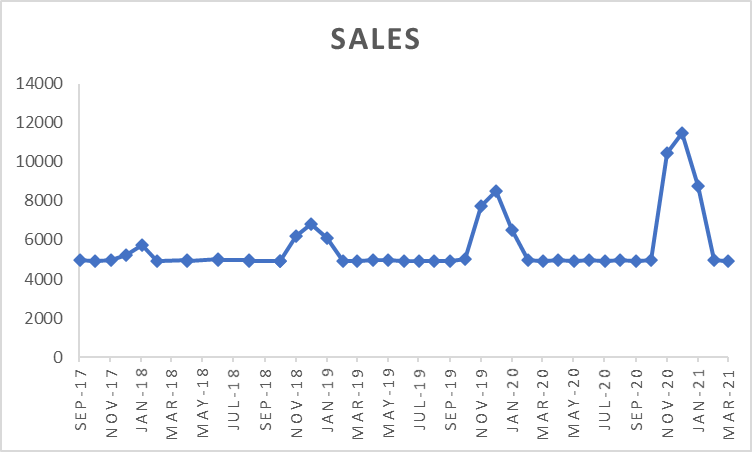 SALES
14000
12000
10000
8000
6000
4000
2000
0
SEP-17
NOV-17
JAN-18
MAR-18
MAY-18
JUL-18
SEP-18
NOV-18
JAN-19
MAR-19
MAY-19
JUL-19
SEP-19
NOV-19
JAN-20
MAR-20
MAY-20
JUL-20
SEP-20
NOV-20
JAN-21
MAR-21